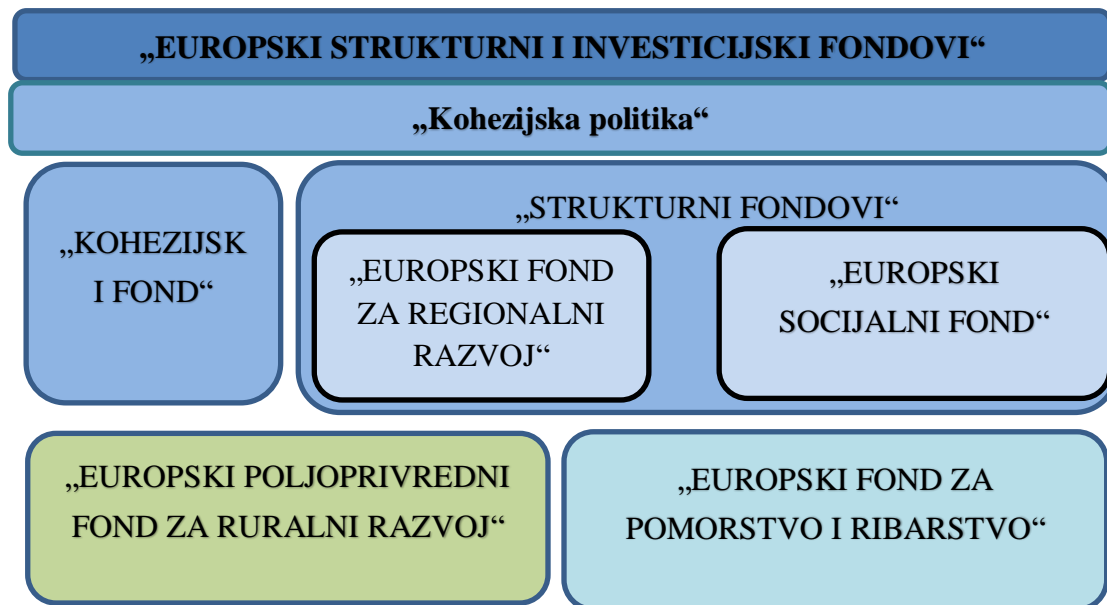 „EUROPSKI STRUKTURNI I INVESTICIJSKI FONDOVI“
„Kohezijska politika“
„KOHEZIJSK
I FOND“
„STRUKTURNI FONDOVI“
„EUROPSKI FOND
ZA REGIONALNI
RAZVOJ“
„EUROPSKI
SOCIJALNI FOND“
„EUROPSKI POLJOPRIVREDNI
FOND ZA RURALNI RAZVOJ“
„EUROPSKI FOND ZA
POMORSTVO I RIBARSTVO“